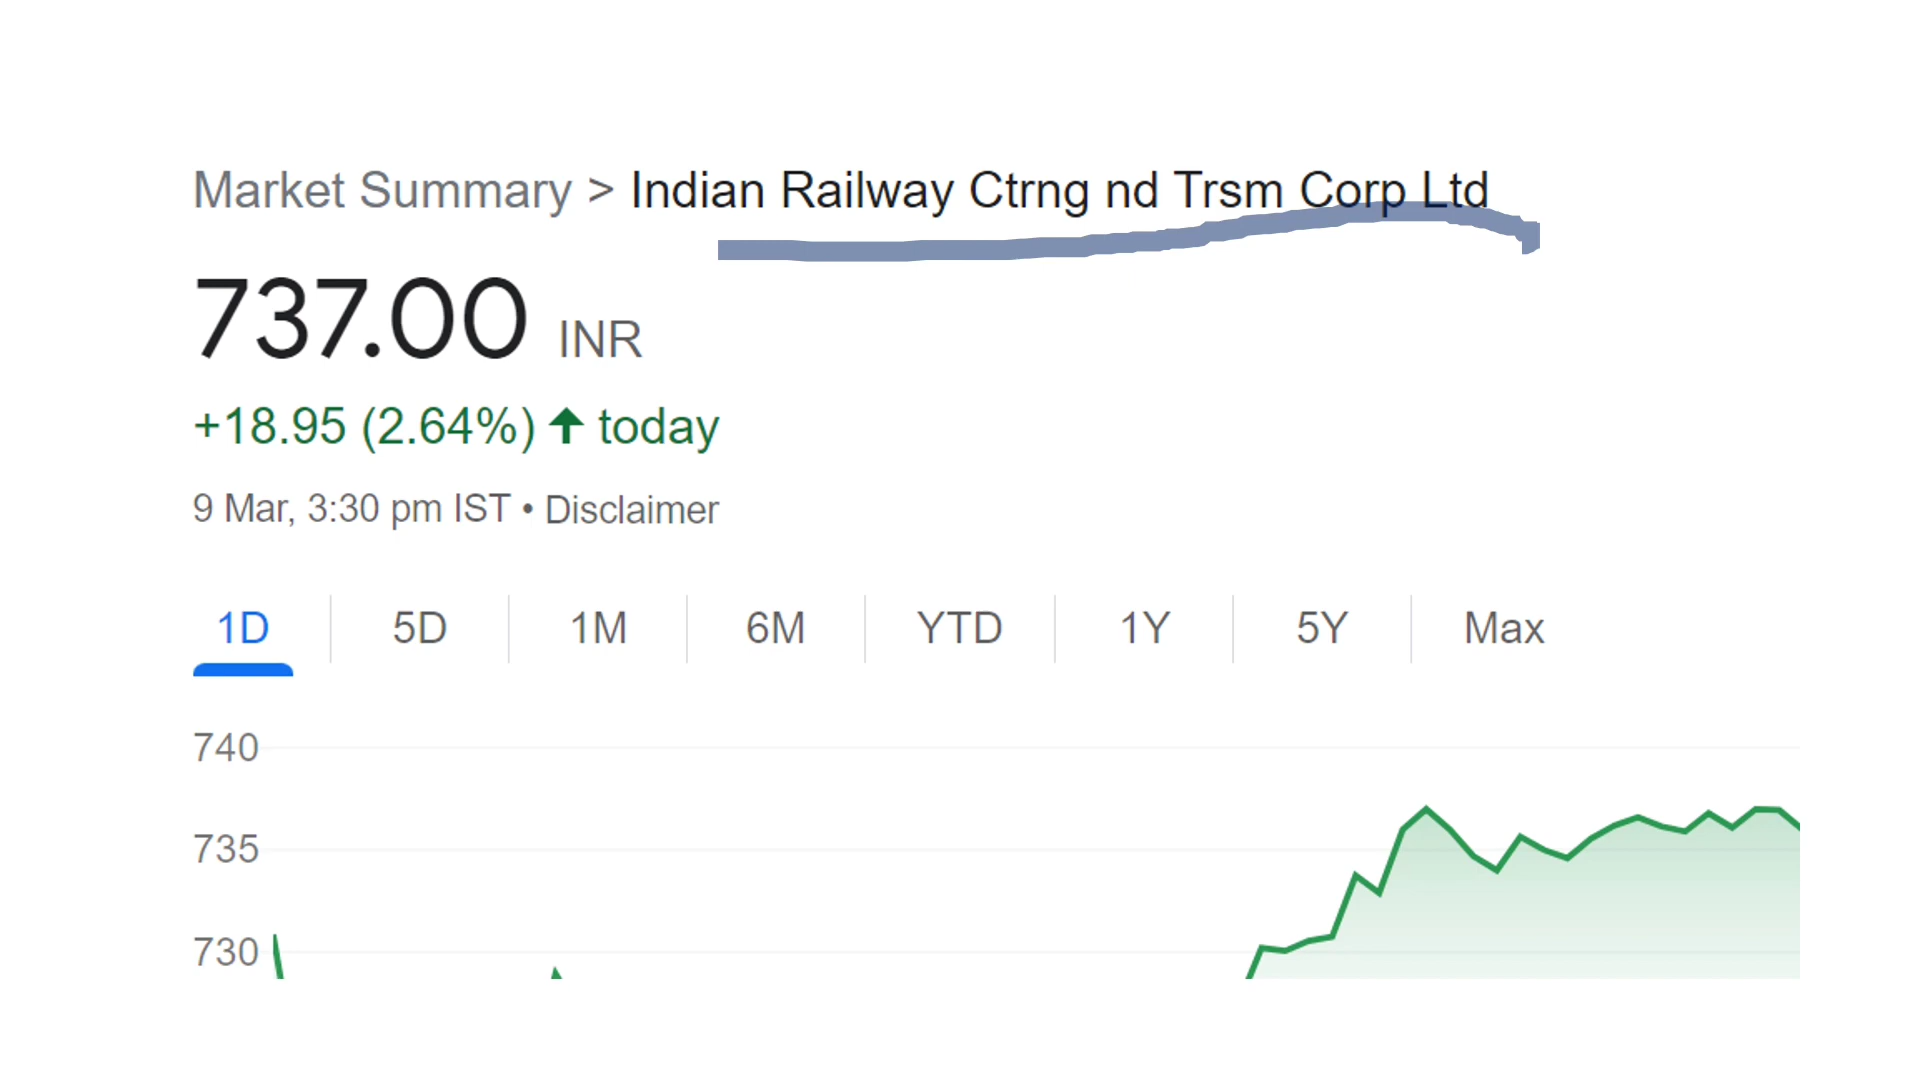 Market Summary > Indian Railway Ctrng nd Trsm Corp Ltd
737.00 INR
+18.95 (2.64%) ↑ today
9 Mar, 3:30 pm IST • Disclaimer
1D 5D 1M 6M YTD 1Y 5Y Max
740
735
730